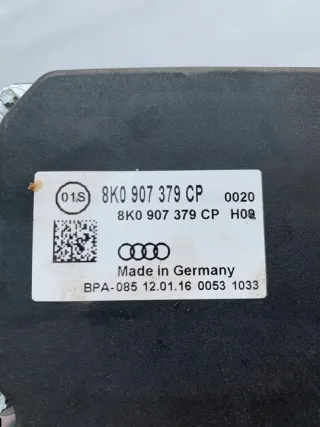 01S 8K0 907 379 CP 0020
8K0 907 379 CP H00
Made in Germany
BPA-085 12.01.16 0053 1033